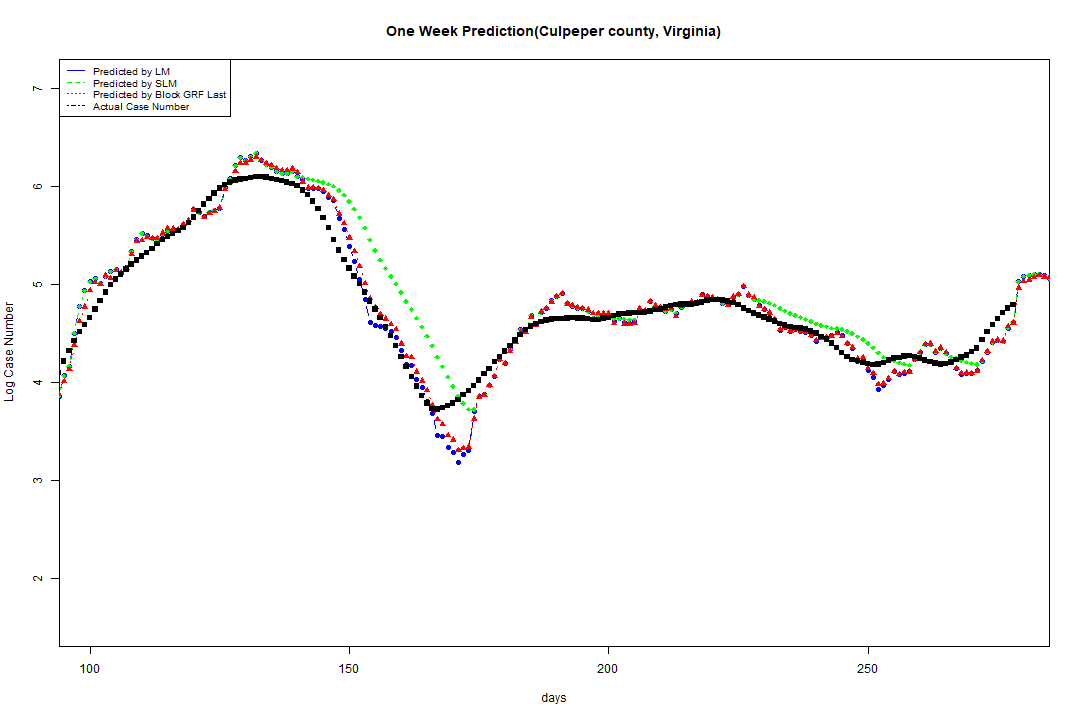 One Week Prediction(Culpeper county, Virginia)
Predicted by LM
Predicted by SLM
Predicted by Block GRF Last
Actual Case Number
7
6
5
4
3
2
Log Case Number
100 150 200 250
days